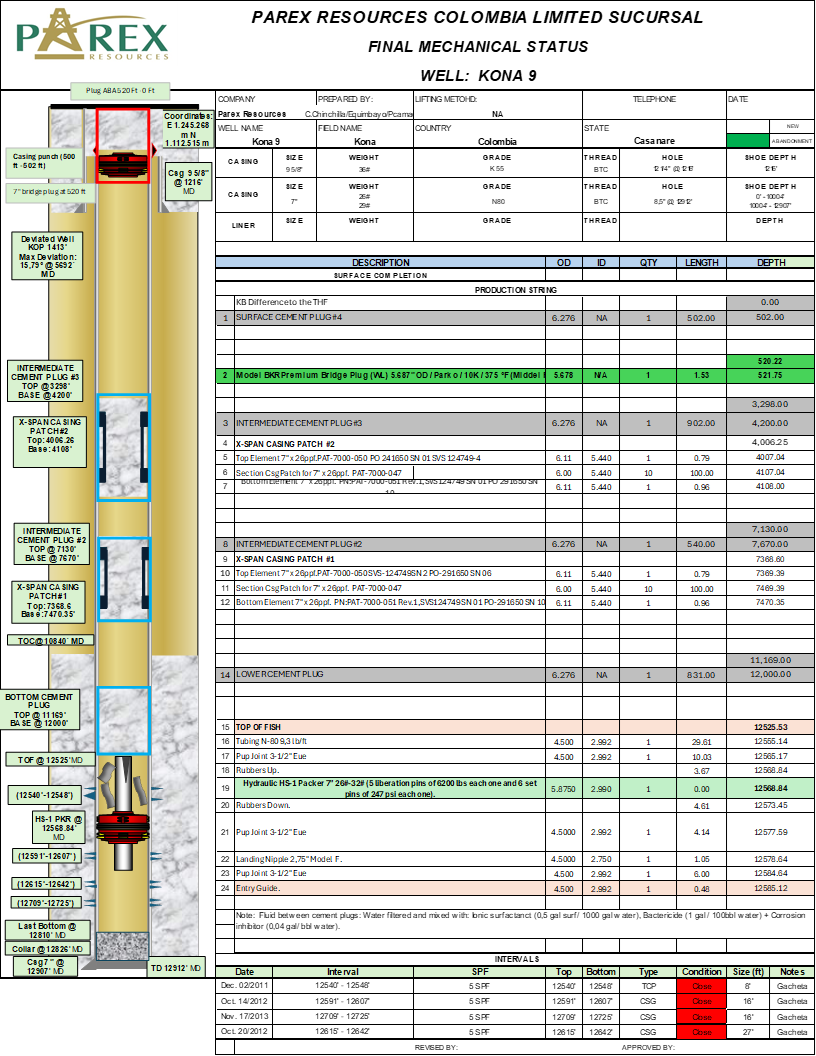 PAREX
RESOURCES
PAREX RESOURCES COLOMBIA LIMITED SUCURSAL
FINAL MECHANICAL STATUS
WELL: KONA 9
Plug ABA 520 Ft -0 Ft
Coordinates:
E 1.245.268
m N
1.112.515 m
Casing punch (500
ft -502 ft)
Csg 9 5/8"
@ 1216'
MD
7" bridge plug at 520 ft
Deviated Well
KOP 1413'
Max Deviation:
15,79° @ 5692'
MD
INTERMEDIATE
CEMENT PLUG #3
TOP @ 3298'
BASE @ 4200'
X-SPAN CASING
PATCH #2
Top: 4006.26
Base: 4108'
INTERMEDIATE
CEMENT PLUG #2
TOP @ 7130'
BASE @ 7670'
X-SPAN CASING
PATCH #1
Top: 7368.6
Base: 7470.35'
TOC@ 10840' MD
BOTTOM CEMENT
PLUG
TOP @ 11169'
BASE @ 12000'
TOF @ 12525' MD
(12540'-12548')
HS-1 PKR @
12568.84'
MD
(12591'-12607')
(12615'-12642')
(12709'-12725')
Last Bottom @
12810' MD
Collar @ 12826' MD
Csg 7" @
12907' MD
TD 12912' MD
COMPANY PREPARED BY: LIFTING METOHD: TELEPHONE DATE
Parex Resources C.Chinchilla/Equimbayo/Pcama NA
WELL NAME FIELD NAME COUNTRY STATE NEW
Kona 9 Kona Colombia Casanare ABANDONMENT
CASING SIZE WEIGHT GRADE THREAD HOLE SHOE DEPTH
9 5/8" 36# K 55 BTC 12 1/4" @ 1216' 1216'
CASING SIZE WEIGHT GRADE THREAD HOLE SHOE DEPTH
7" 26# 29# N80 BTC 8,5" @ 12912' 0' - 10004' 10004' - 12907'
LINER SIZE WEIGHT GRADE THREAD DEPTH
DESCRIPTION OD ID QTY LENGTH DEPTH
SURFACE COMPLETION
PRODUCTION STRING
KB Difference to the THF 0.00
1 SURFACE CEMENT PLUG #4 6.276 NA 1 502.00 502.00
520.22
2 Model BKR Premium Bridge Plug (WL) 5.687" OD / Parko / 10K / 375 °F (Middel 5.678 N/A 1 1.53 521.75
3,298.00
3 INTERMEDIATE CEMENT PLUG #3 6.276 NA 1 902.00 4,200.00
4 X-SPAN CASING PATCH #2 4,006.25
5 Top Element 7" x 26ppf.PAT-7000-050 PO 241650 SN 01 SVS 124749-4 6.11 5.440 1 0.79 4007.04
6 Section Csg Patch for 7" x 26ppf. PAT-7000-047 6.00 5.440 10 100.00 4107.04
7 Bottom Element 7" x 26ppf. PN:PAT-7000-051 Rev.1,SVS124749 SN 01 PO 291650 SN 10 6.11 5.440 1 0.96 4108.00
7,130.00
8 INTERMEDIATE CEMENT PLUG #2 6.276 NA 1 540.00 7,670.00
9 X-SPAN CASING PATCH #1 7368.60
10 Top Element 7" x 26ppf.PAT-7000-050SVS-124749SN 2 PO-291650 SN 06 6.11 5.440 1 0.79 7369.39
11 Section Csg Patch for 7" x 26ppf. PAT-7000-047 6.00 5.440 10 100.00 7469.39
12 Bottom Element 7" x 26ppf. PN:PAT-7000-051 Rev.1,SVS124749 SN 01 PO-291650 SN 10 6.11 5.440 1 0.96 7470.35
11,169.00
14 LOWER CEMENT PLUG 6.276 NA 1 831.00 12,000.00
15 TOP OF FISH 12525.53
16 Tubing N-80 9,3 lb/ft 4.500 2.992 1 29.61 12555.14
17 Pup Joint 3-1/2" Eue 4.500 2.992 1 10.03 12565.17
18 Rubbers Up. 3.67 12568.84
19 Hydraulic HS-1 Packer 7" 26#-32# (5 liberation pins of 6200 lbs each one and 6 set pins of 247 psi each one). 5.8750 2.990 1 0.00 12568.84
20 Rubbers Down. 4.61 12573.45
21 Pup Joint 3-1/2" Eue 4.5000 2.992 1 4.14 12577.59
22 Landing Nipple 2,75" Model F. 4.5000 2.750 1 1.05 12578.64
23 Pup Joint 3-1/2" Eue 4.500 2.992 1 6.00 12584.64
24 Entry Guide. 4.500 2.992 1 0.48 12585.12
Note: Fluid between cement plugs: Water filtered and mixed with: Ionic surfactanct (0,5 gal surf/ 1000 gal water), Bactericide (1 gal / 100bbl water) + Corrosion
inhibitor (0,04 gal/ bbl water).
INTERVALS
Date Interval SPF Top Bottom Type Condition Size (ft) Notes
Dec. 02/2011 12540' - 12548' 5 SPF 12540' 12548' TCP Close 8' Gacheta
Oct. 14/2012 12591' - 12607' 5 SPF 12591' 12607' CSG Close 16' Gacheta
Nov. 17/2013 12709' - 12725' 5 SPF 12709' 12725' CSG Close 16' Gacheta
Oct. 20/2012 12615' - 12642' 5 SPF 12615' 12642' CSG Close 27' Gacheta
REVISED BY: APPROVED BY: